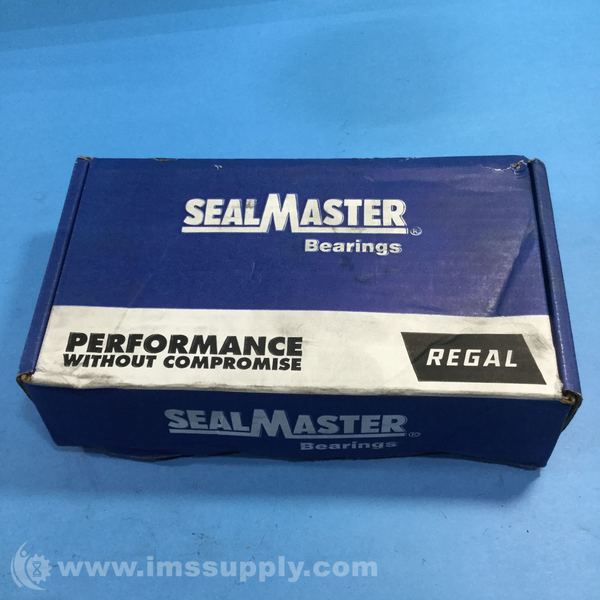 SEALMASTER®
Bearings
PERFORMANCE
WITHOUT COMPROMISE
REGAL
SEALMASTER®
Bearings
www.imssupply.com